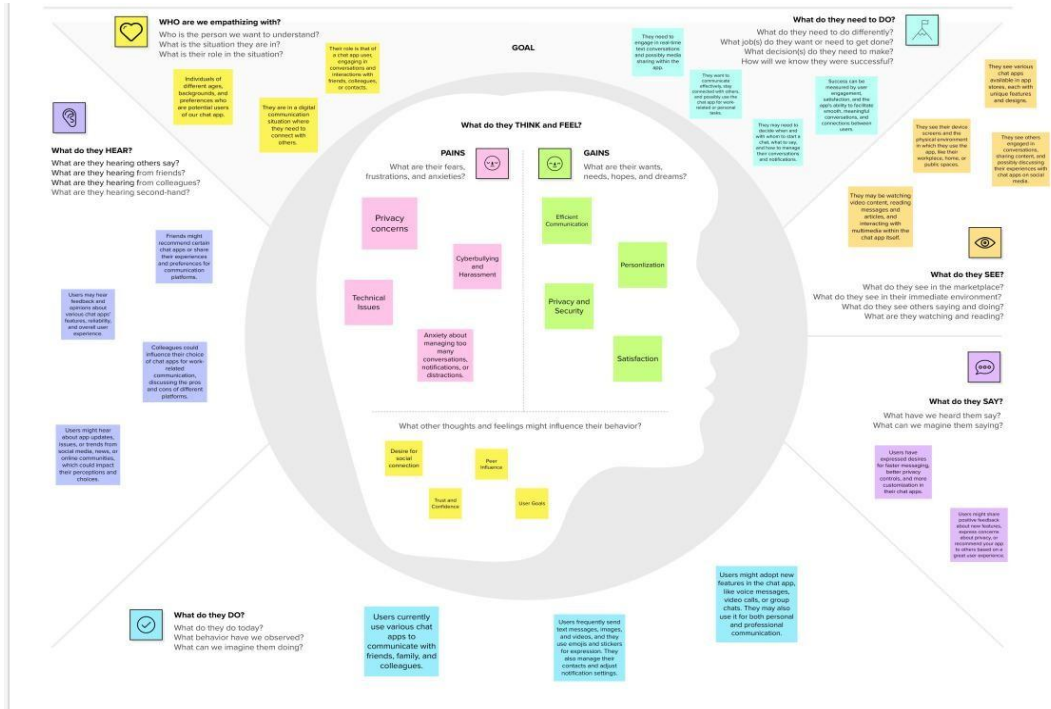 WHO are we empathizing with?
Who is the person we want to understand?
What is the situation they are in?
What is their role in the situation?
Individuals of
different ages,
backgrounds, and
preferences who
are potential users
of our chat app.
They are in a digital
communication
situation where
they need to
connect with
others.
Their role is that of
a chat app user,
engaging in
conversations and
interactions with
friends, colleagues,
or contacts.
GOAL
What do they need to DO?
What do they need to do differently?
What job(s) do they want or need to get done?
What decision(s) do they need to make?
How will we know they were successful?
They need to
engage in real-time
text conversations
and possibly media
sharing within the
app.
They want to
communicate
effectively, stay
connected with others,
and possibly use the
chat app for work-
related or personal
tasks.
They may need to
decide when and
with whom to start a
chat, what to say,
and how to manage
their conversations
and notifications.
Success can be
measured by user
engagement,
satisfaction, and the
app's ability to facilitate
smooth, meaningful
conversations, and
connections between
users.
They see various
chat apps
available in app
stores, each with
unique features
and designs.
They see their device
screens and the
physical environment
in which they use the
app, like their
workplace, home, or
public spaces.
They see others
engaged in
conversations,
sharing content, and
possibly discussing
their experiences with
chat apps on social
media.
They may be watching
video content, reading
messages and
articles, and
interacting with
multimedia within the
chat app itself.
What do they SEE?
What do they see in the marketplace?
What do they see in their immediate environment?
What do they see others saying and doing?
What are they watching and reading?
What do they HEAR?
What are they hearing others say?
What are they hearing from friends?
What are they hearing from colleagues?
What are they hearing second-hand?
Friends might
recommend certain
chat apps or share
their experiences
and preferences for
communication
platforms.
Users may hear
feedback and
opinions about
various chat apps'
features, reliability,
and overall user
experience.
Colleagues could
influence their choice
of chat apps for work-
related
communication,
discussing the pros
and cons of different
platforms.
Users might hear
about app updates,
issues, or trends from
social media, news, or
online communities,
which could impact
their perceptions and
choices.
What do they THINK and FEEL?
PAINS
What are their fears,
frustrations, and anxieties?
Privacy
concerns
Cyberbullying
and
Harassment
Technical
Issues
Anxiety about
managing too
many
conversations,
notifications, or
distractions.
GAINS
What are their wants,
needs, hopes, and dreams?
Efficient
Communication
Personlization
Privacy and
Security
Satisfaction
What other thoughts and feelings might influence their behavior?
Desire for
social
connection
Peer
Influence
Trust and
Confidence
User Goals
What do they SAY?
What have we heard them say?
What can we magine them saying?
Users have
expressed desires
for faster messaging,
better privacy
controls, and more
customization in
their chat apps.
Users might share
positive feedback
about new features,
express concerns
about privacy, or
recommend your app
to others based on a
great user experience.
What do they DO?
What do they do today?
What behavior have we observed?
What can we imagine them doing?
Users currently
use various chat
apps to
communicate with
friends, family, and
colleagues.
Users frequently send
text messages, images,
and videos, and they
use emojis and stickers
for expression. They
also manage their
contacts and adjust
notification settings.
Users might adopt new
features in the chat app,
like voice messages,
video calls, or group
chats. They may also
use it for both personal
and professional
communication.